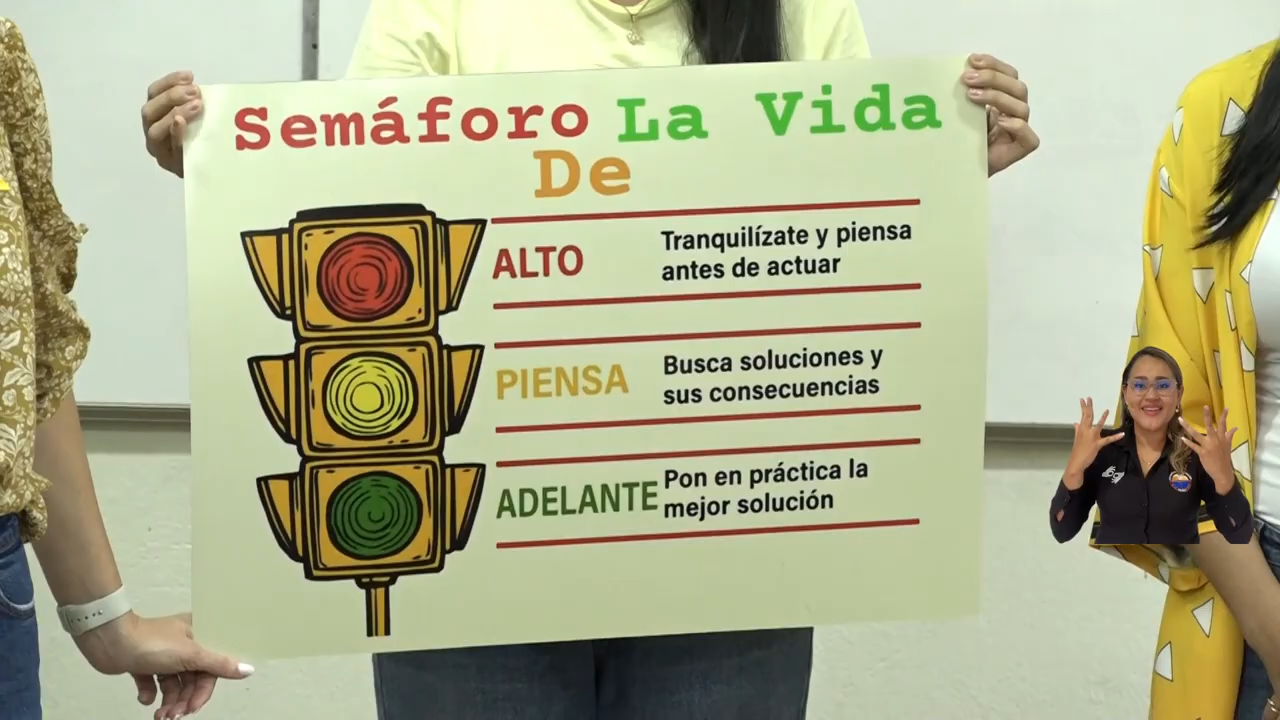 Semáforo La Vida
De
ALTO
Tranquilízate y piensa
antes de actuar
PIENSA
Busca soluciones y
sus consecuencias
ADELANTE
Pon en práctica la
mejor solución